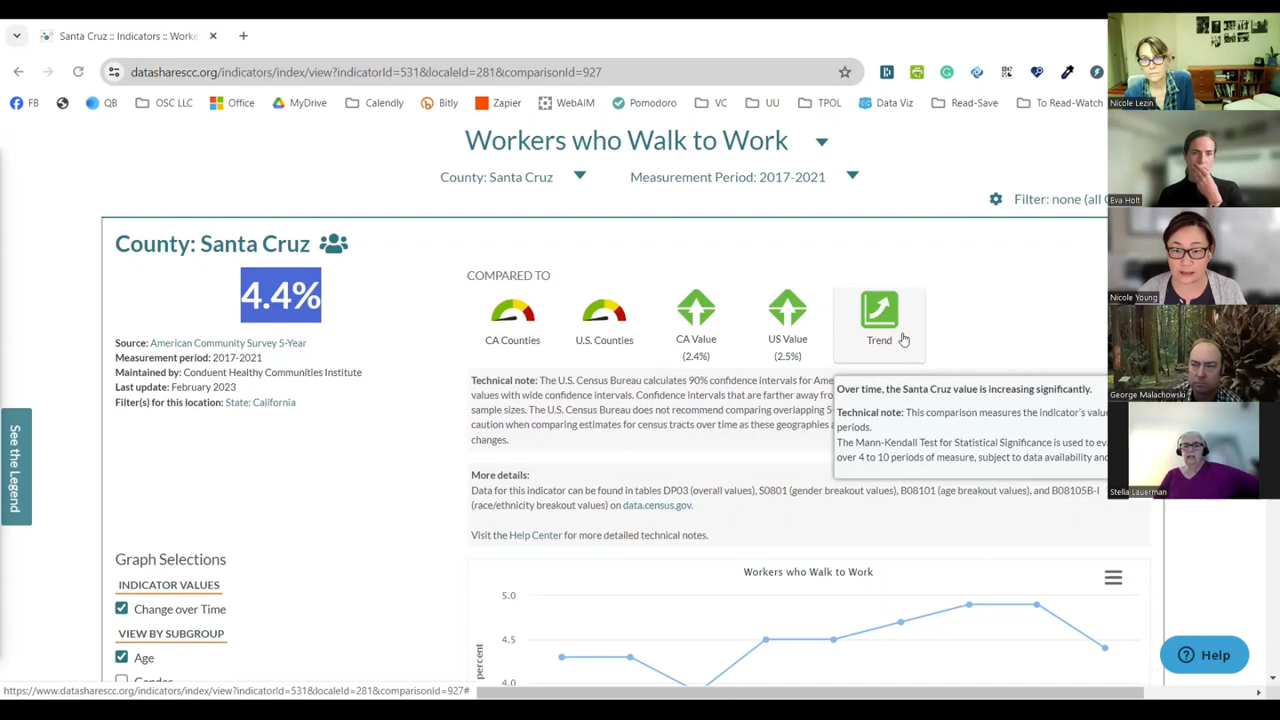 Santa Cruz :: Indicators :: Worke
datasharescc.org/indicators/index/view?indicatorId=531&localeId=281&comparisonId=927
FB
QB
OSC LLC
Office
MyDrive
Calendly
Bitly
Zapier
WebAIM
Pomodoro
VC
UU
TPOL
Data Viz
Read-Save
To Read-Watch
Workers who Walk to Work
County: Santa Cruz
Measurement Period: 2017-2021
Filter: none (all
County: Santa Cruz
4.4%
Source: American Community Survey 5-Year
Measurement period: 2017-2021
Maintained by: Conduent Healthy Communities Institute
Last update: February 2023
Filter(s) for this location: State: California
COMPARED TO
CA Counties
U.S. Counties
CA Value
(2.4%)
US Value
(2.5%)
Trend
Technical note: The U.S. Census Bureau calculates 90% confidence intervals for Ame
values with wide confidence intervals. Confidence intervals that are farther away fro
sample sizes. The U.S. Census Bureau does not recommend comparing overlapping 5-
caution when comparing estimates for census tracts over time as these geographies a
changes.
Over time, the Santa Cruz value is increasing significantly.
Technical note: This comparison measures the indicator's value
periods.
The Mann-Kendall Test for Statistical Significance is used to eva
over 4 to 10 periods of measure, subject to data availability and
More details:
Data for this indicator can be found in tables DP03 (overall values), S0801 (gender breakout values), B08101 (age breakout values), and B08105B-I
(race/ethnicity breakout values) on data.census.gov.
Visit the Help Center for more detailed technical notes.
See the Legend
Graph Selections
INDICATOR VALUES
Change over Time
VIEW BY SUBGROUP
Age
Gender
Workers who Walk to Work
5.0
4.5
4.0
percent
Help
https://www.datasharescc.org/indicators/index/view?indicatorId=531&localeId=281&comparisonId=927#
Nicole Lezin
Eva Holt
Nicole Young
George Malachowski
Stella Lauerman